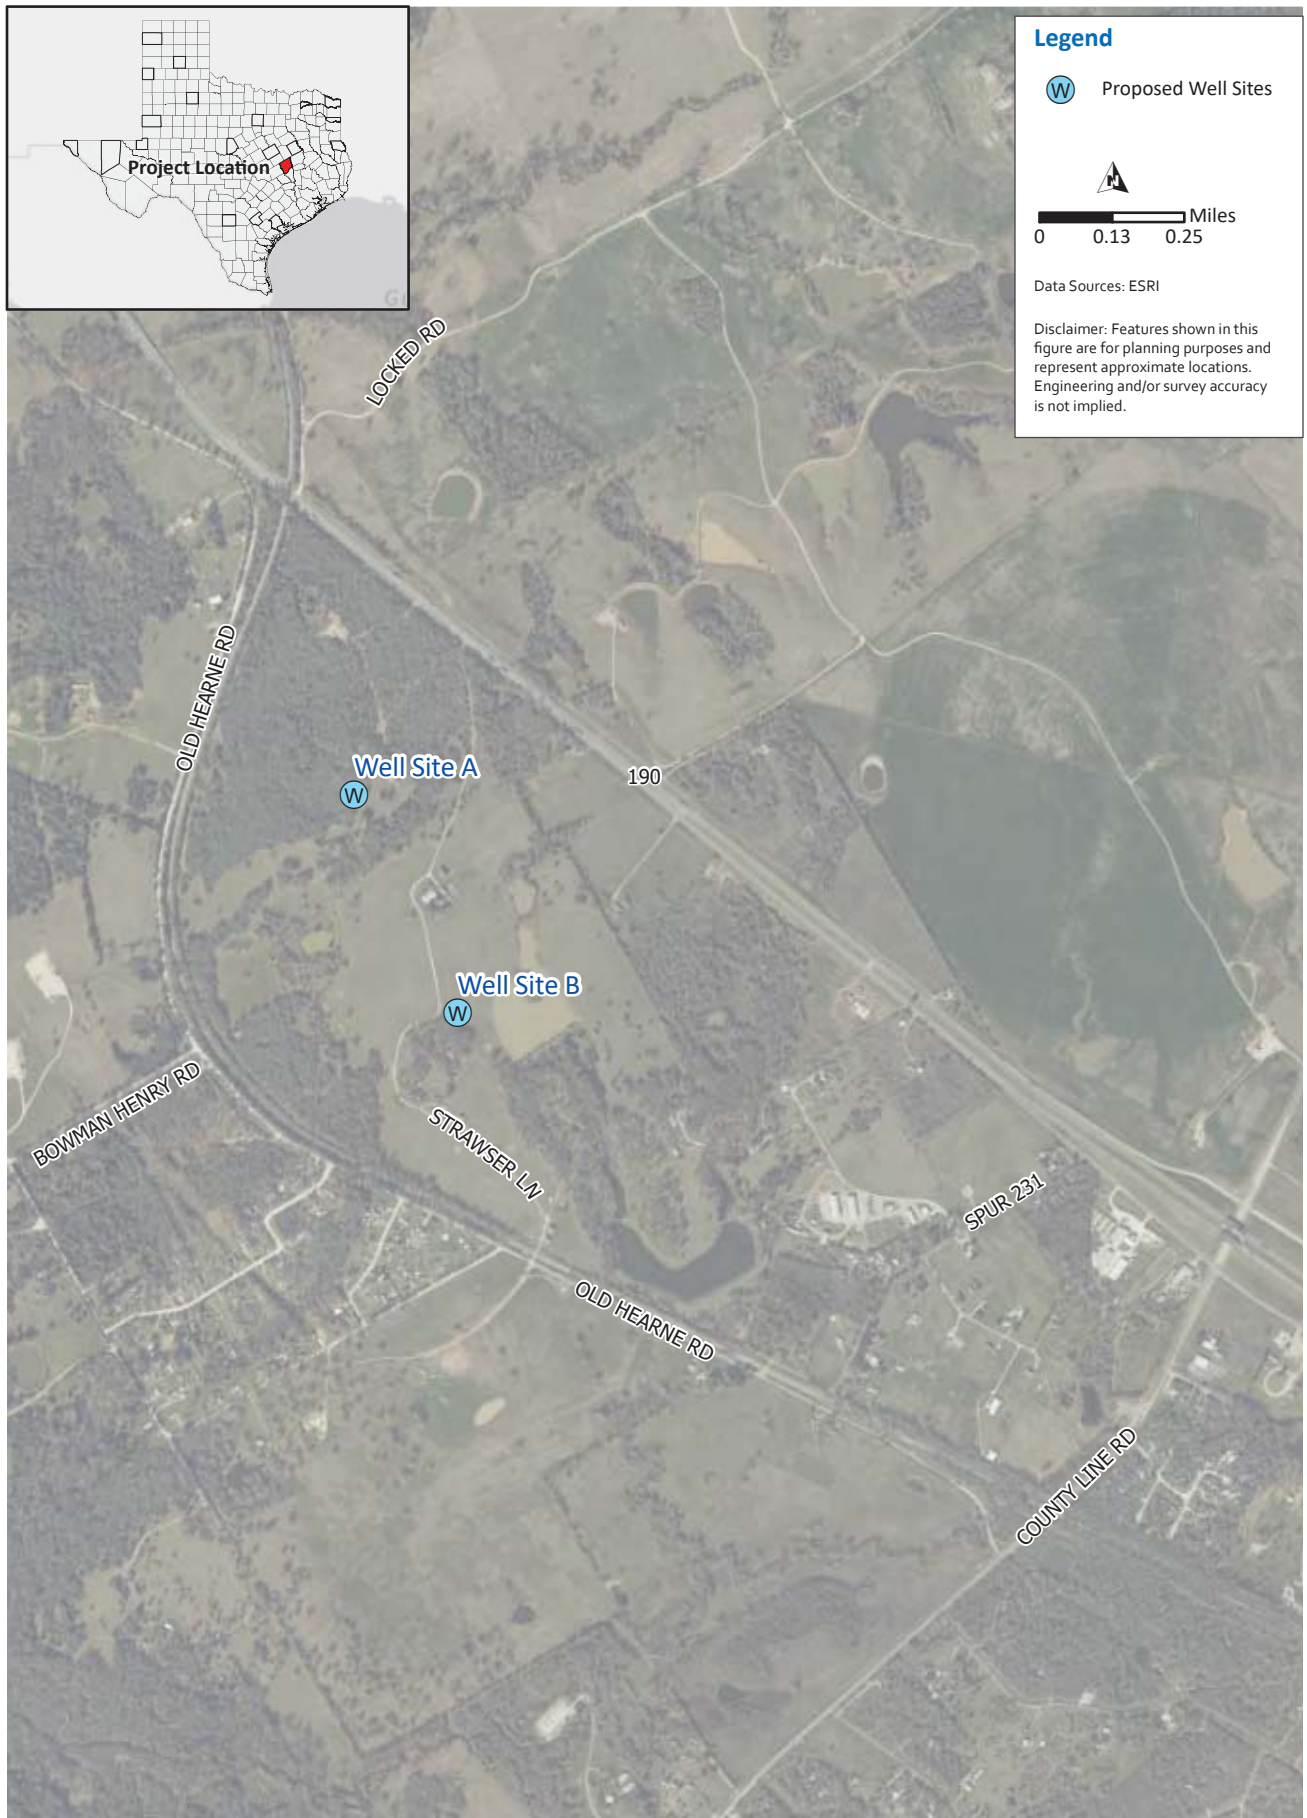 Project Location
Legend
W Proposed Well Sites
N
Miles
0 0.13 0.25
Data Sources: ESRI
Disclaimer: Features shown in this
figure are for planning purposes and
represent approximate locations.
Engineering and/or survey accuracy
is not implied.
LOCKED RD
OLD HEARNE RD
Well Site A
W
190
Well Site B
W
BOWMAN HENRY RD
STRAWSER LN
SPUR 231
OLD HEARNE RD
COUNTY LINE RD